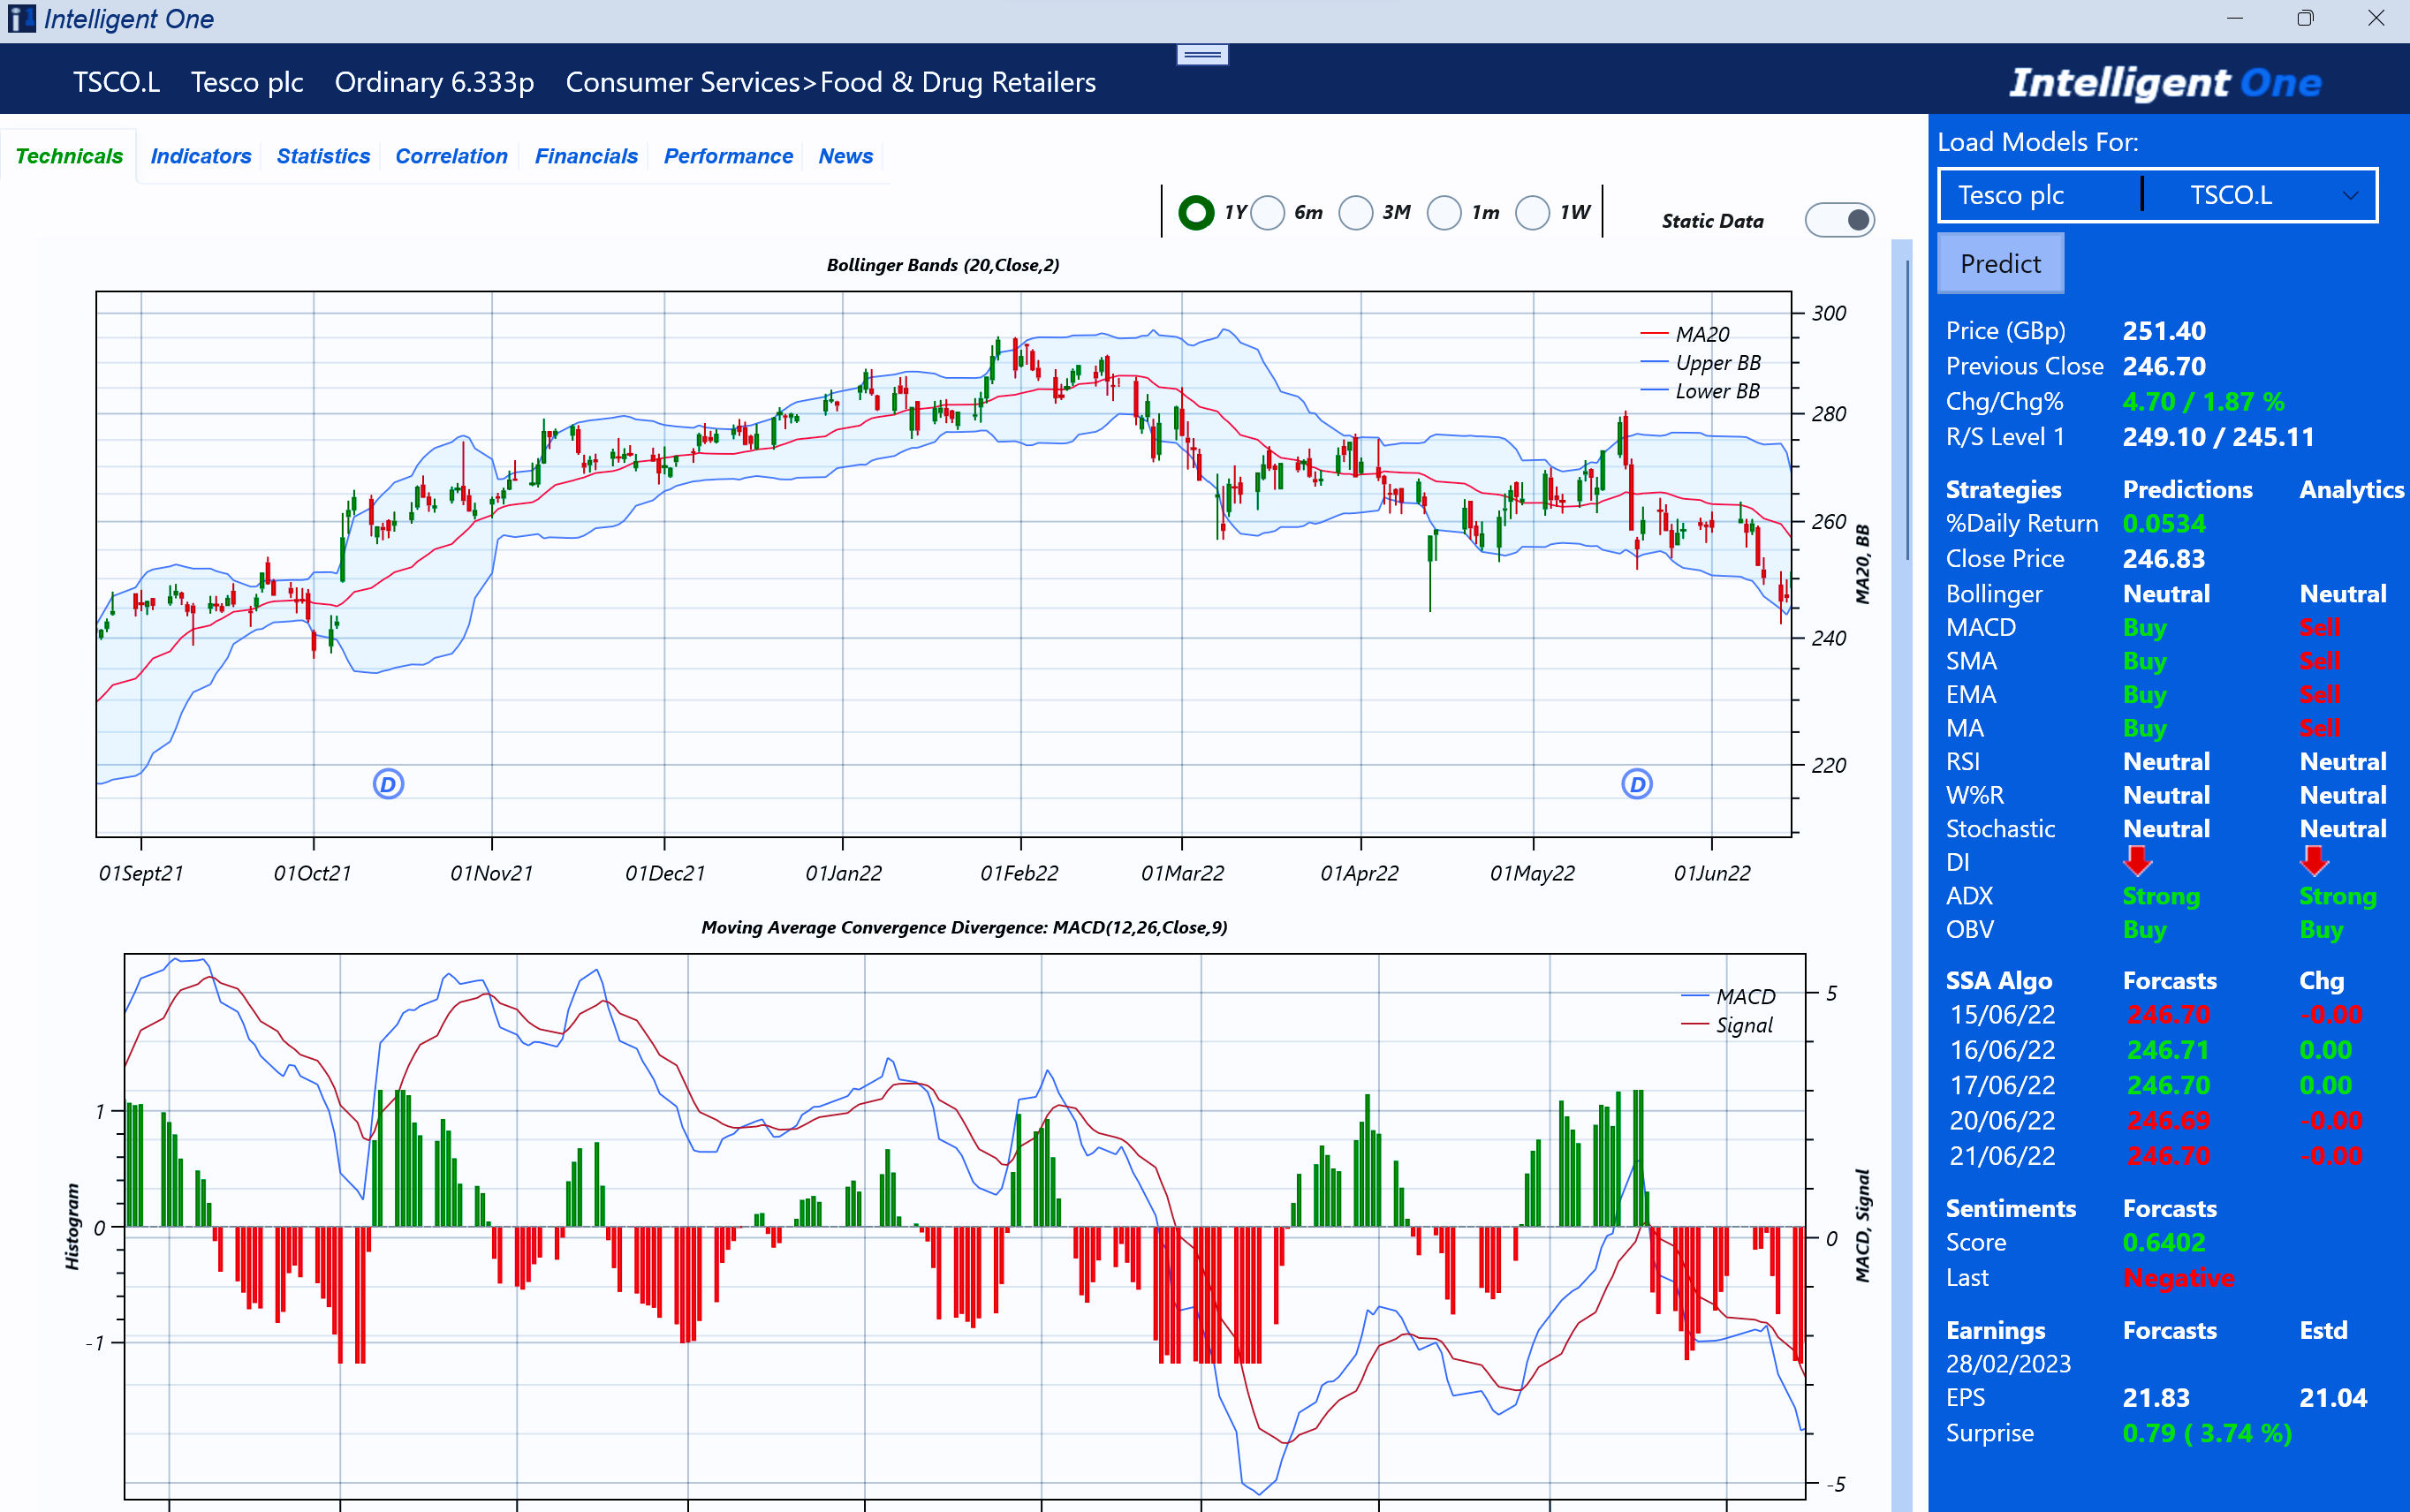 Intelligent One
TSCO.L Tesco plc Ordinary 6.333p Consumer Services>Food & Drug Retailers
Intelligent One
Technicals Indicators Statistics Correlation Financials Performance News
1Y 6m 3M 1m 1W
Static Data
Bollinger Bands (20,Close,2)
MA20
Upper BB
Lower BB
300
280
260
240
220
MA20, BB
D D
01Sept21 01Oct21 01Nov21 01Dec21 01Jan22 01Feb22 01Mar22 01Apr22 01May22 01Jun22
Moving Average Convergence Divergence: MACD(12,26,Close,9)
MACD
Signal
1
0
-1
Histogram
5
0
-5
MACD, Signal
Load Models For:
Tesco plc TSCO.L
Predict
Price (GBp) 251.40
Previous Close 246.70
Chg/Chg% 4.70 / 1.87 %
R/S Level 1 249.10 / 245.11
Strategies Predictions Analytics
%Daily Return 0.0534
Close Price 246.83
Bollinger Neutral Neutral
MACD Buy Sell
SMA Buy Sell
EMA Buy Sell
MA Buy Sell
RSI Neutral Neutral
W%R Neutral Neutral
Stochastic Neutral Neutral
DI
ADX Strong Strong
OBV Buy Buy
SSA Algo Forcasts Chg
15/06/22 246.70 -0.00
16/06/22 246.71 0.00
17/06/22 246.70 0.00
20/06/22 246.69 -0.00
21/06/22 246.70 -0.00
Sentiments Forcasts
Score 0.6402
Last Negative
Earnings Forcasts Estd
28/02/2023
EPS 21.83 21.04
Surprise 0.79 ( 3.74 %)